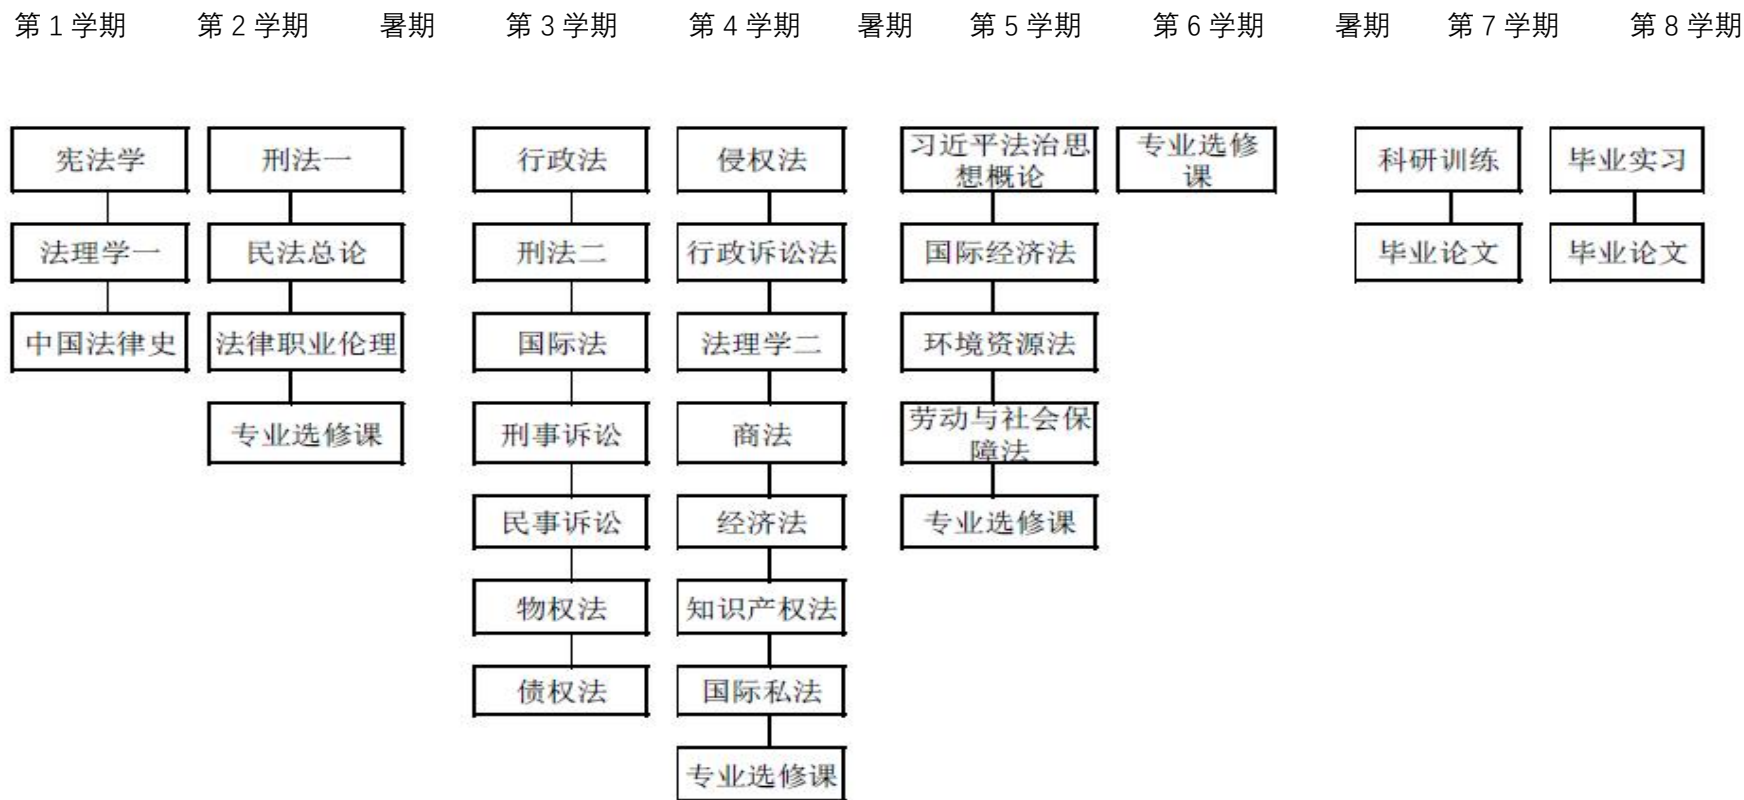 第1学期 第2学期 暑期 第3学期 第4学期 暑期 第5学期 第6学期 暑期 第7学期 第8学期
宪法学
法理学一
中国法律史
刑法一
民法总论
法律职业伦理
专业选修课
行政法
刑法二
国际法
刑事诉讼
民事诉讼
物权法
债权法
侵权法
行政诉讼法
法理学二
商法
经济法
知识产权法
国际私法
专业选修课
习近平法治思
想概论
国际经济法
环境资源法
劳动与社会保
障法
专业选修课
专业选修
课
科研训练
毕业论文
毕业实习
毕业论文